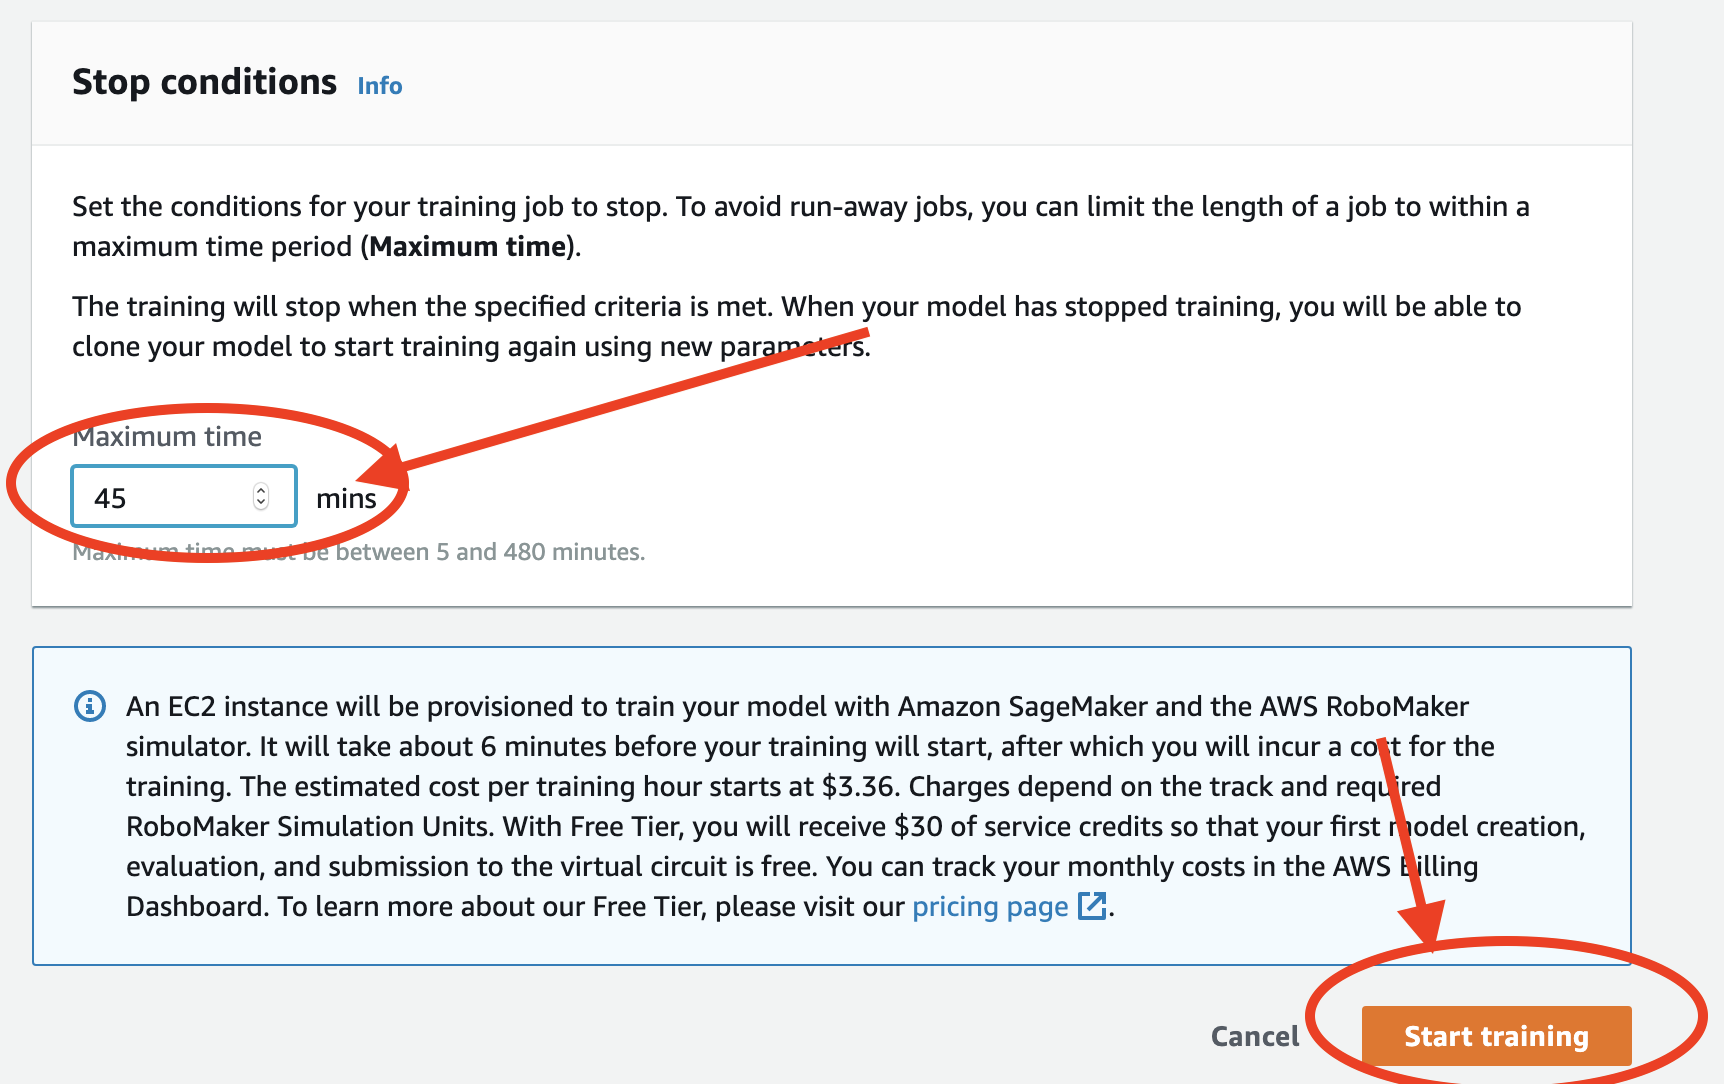 Stop conditions Info
Set the conditions for your training job to stop. To avoid run-away jobs, you can limit the length of a job to within a
maximum time period (Maximum time).
The training will stop when the specified criteria is met. When your model has stopped training, you will be able to
clone your model to start training again using new parameters.
Maximum time
45 mins
Maximum time must be between 5 and 480 minutes.
An EC2 instance will be provisioned to train your model with Amazon SageMaker and the AWS RoboMaker
simulator. It will take about 6 minutes before your training will start, after which you will incur a cost for the
training. The estimated cost per training hour starts at $3.36. Charges depend on the track and required
RoboMaker Simulation Units. With Free Tier, you will receive $30 of service credits so that your first model creation,
evaluation, and submission to the virtual circuit is free. You can track your monthly costs in the AWS Billing
Dashboard. To learn more about our Free Tier, please visit our pricing page.
Cancel Start training